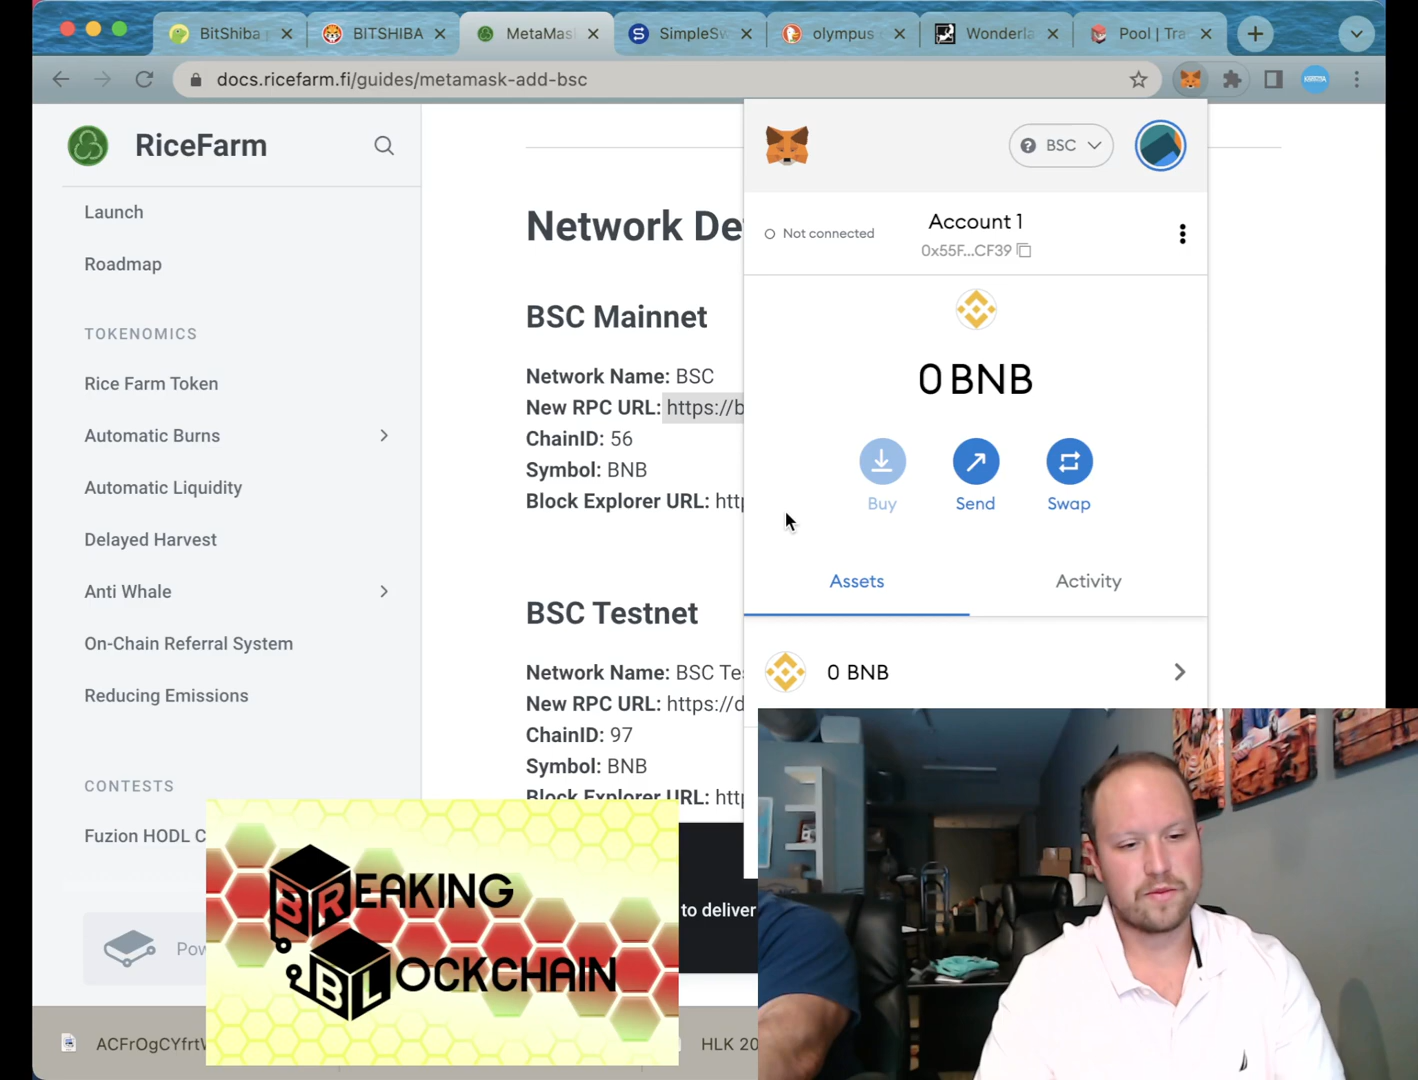 BitShiba
BITSHIBA
MetaMas
SimpleSw
olympus
Wonderla
Pool | Tra
docs.ricefarm.fi/guides/metamask-add-bsc
RiceFarm
Launch
Roadmap
TOKENOMICS
Rice Farm Token
Automatic Burns
Automatic Liquidity
Delayed Harvest
Anti Whale
On-Chain Referral System
Reducing Emissions
CONTESTS
Fuzion HODL C
Pow
Network De
BSC Mainnet
Network Name: BSC
New RPC URL: https://b
ChainID: 56
Symbol: BNB
Block Explorer URL: http
BSC Testnet
Network Name: BSC Tes
New RPC URL: https://d
ChainID: 97
Symbol: BNB
Block Explorer URL: http
to deliver
BSC
Not connected
Account 1
0x55F...CF39
0 BNB
Buy
Send
Swap
Assets
Activity
0 BNB
BREAKING
BLOCKCHAIN
ACFrOgCYfrtW
HLK 20